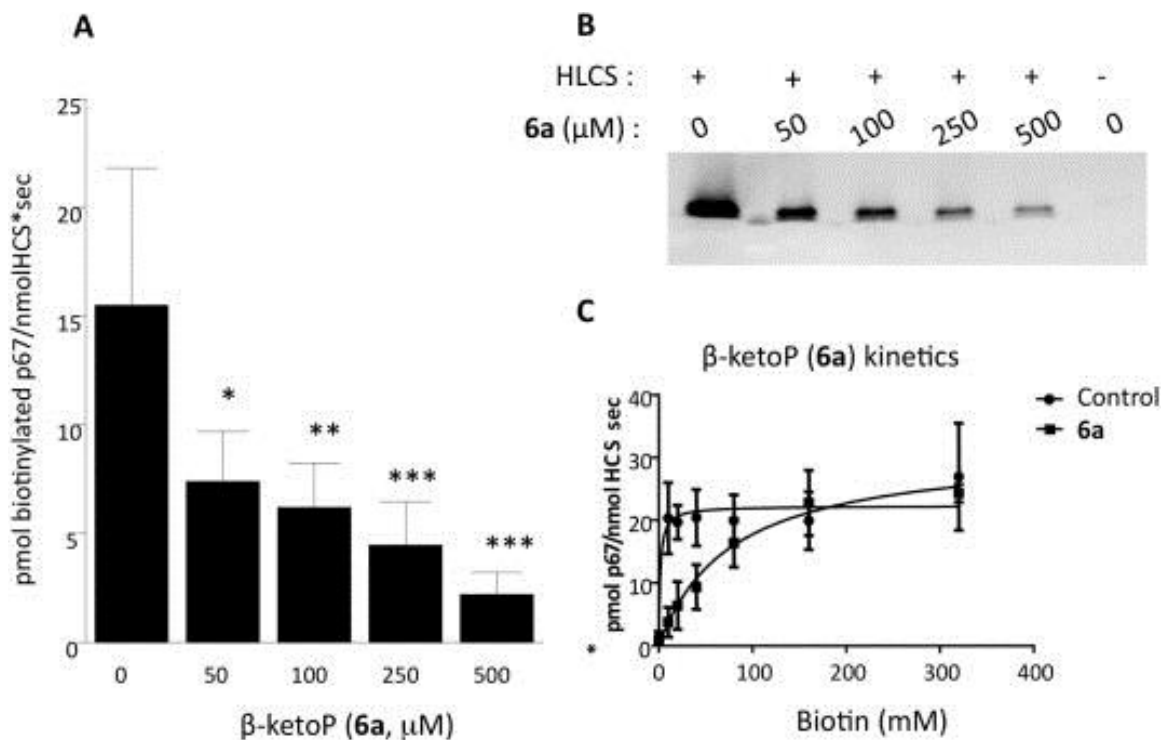 A
pmol biotinylated p67/nmolHCS*sec
25
20
15
10
5
0
*
**
***
***
0 50 100 250 500
β-ketoP (6a, μM)
B
HLCS : + + + + + -
6a (μM) : 0 50 100 250 500 0
C
β-ketoP (6a) kinetics
* pmol p67/nmol HCS sec
40
30
20
10
0
0 100 200 300 400
Biotin (mM)
Control
6a